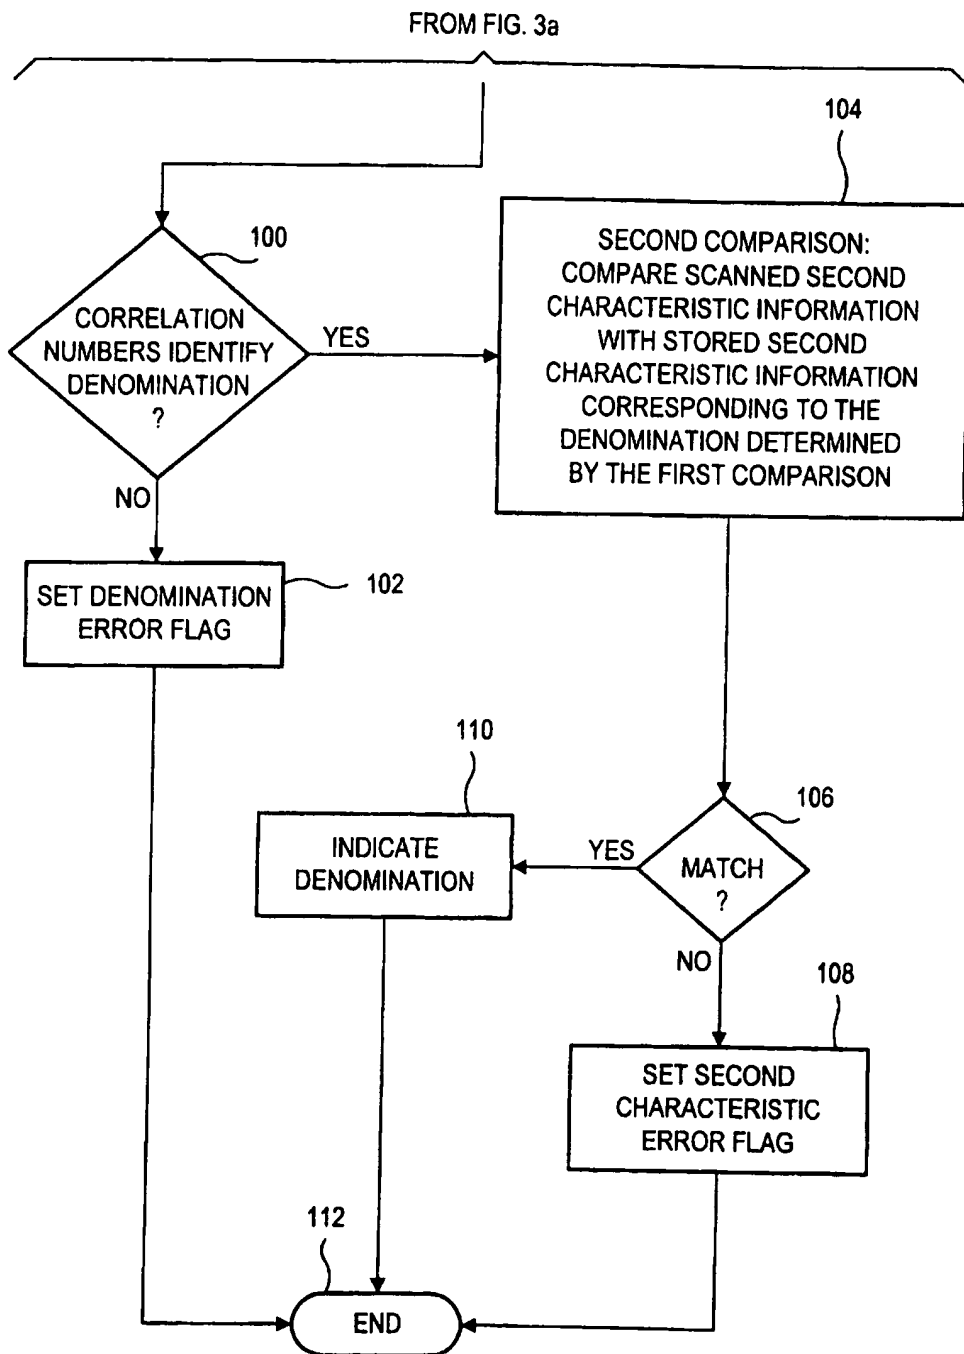 FROM FIG. 3a
104
100
CORRELATION
NUMBERS IDENTIFY
DENOMINATION
?
YES
NO
SECOND COMPARISON:
COMPARE SCANNED SECOND
CHARACTERISTIC INFORMATION
WITH STORED SECOND
CHARACTERISTIC INFORMATION
CORRESPONDING TO THE
DENOMINATION DETERMINED
BY THE FIRST COMPARISON
SET DENOMINATION
ERROR FLAG
102
110
INDICATE
DENOMINATION
YES
106
MATCH
?
NO
108
SET SECOND
CHARACTERISTIC
ERROR FLAG
112
END